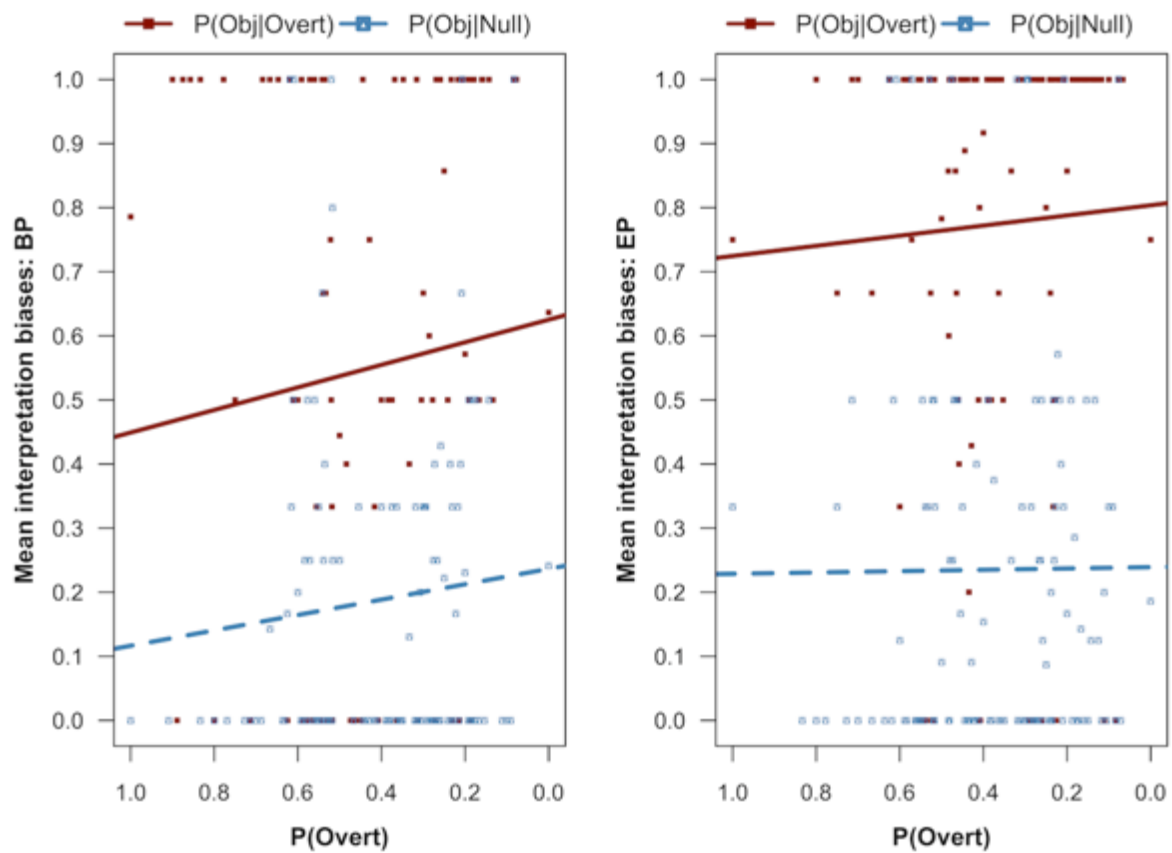 P(Obj|Overt) P(Obj|Null)
1.0
0.9
0.8
0.7
0.6
0.5
0.4
0.3
0.2
0.1
0.0
Mean interpretation biases: BP
1.0 0.8 0.6 0.4 0.2 0.0
P(Overt)
P(Obj|Overt) P(Obj|Null)
1.0
0.9
0.8
0.7
0.6
0.5
0.4
0.3
0.2
0.1
0.0
Mean interpretation biases: EP
1.0 0.8 0.6 0.4 0.2 0.0
P(Overt)